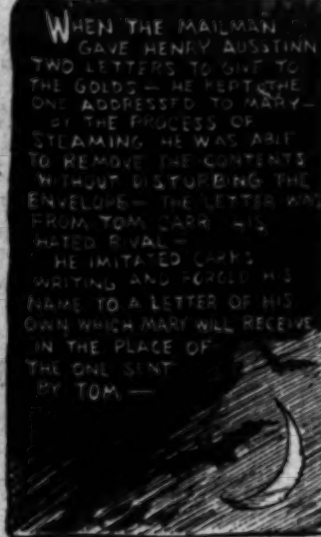 WHEN THE MAILMAN
GAVE HENRY AUSTINN
TWO LETTERS TO GIVE TO
THE GOLDS — HE KEPT THE
ONE ADDRESSED TO MARY—
BY THE PROCESS OF
STEAMING HE WAS ABLE
TO REMOVE THE CONTENTS
WITHOUT DISTURBING THE
ENVELOPE — THE LETTER WAS
FROM TOM CARR HIS
HATED RIVAL —
HE IMITATED CARRS
WRITING AND FORGED HIS
NAME TO A LETTER OF HIS
OWN WHICH MARY WILL RECEIVE
IN THE PLACE OF
THE ONE SENT
BY TOM —